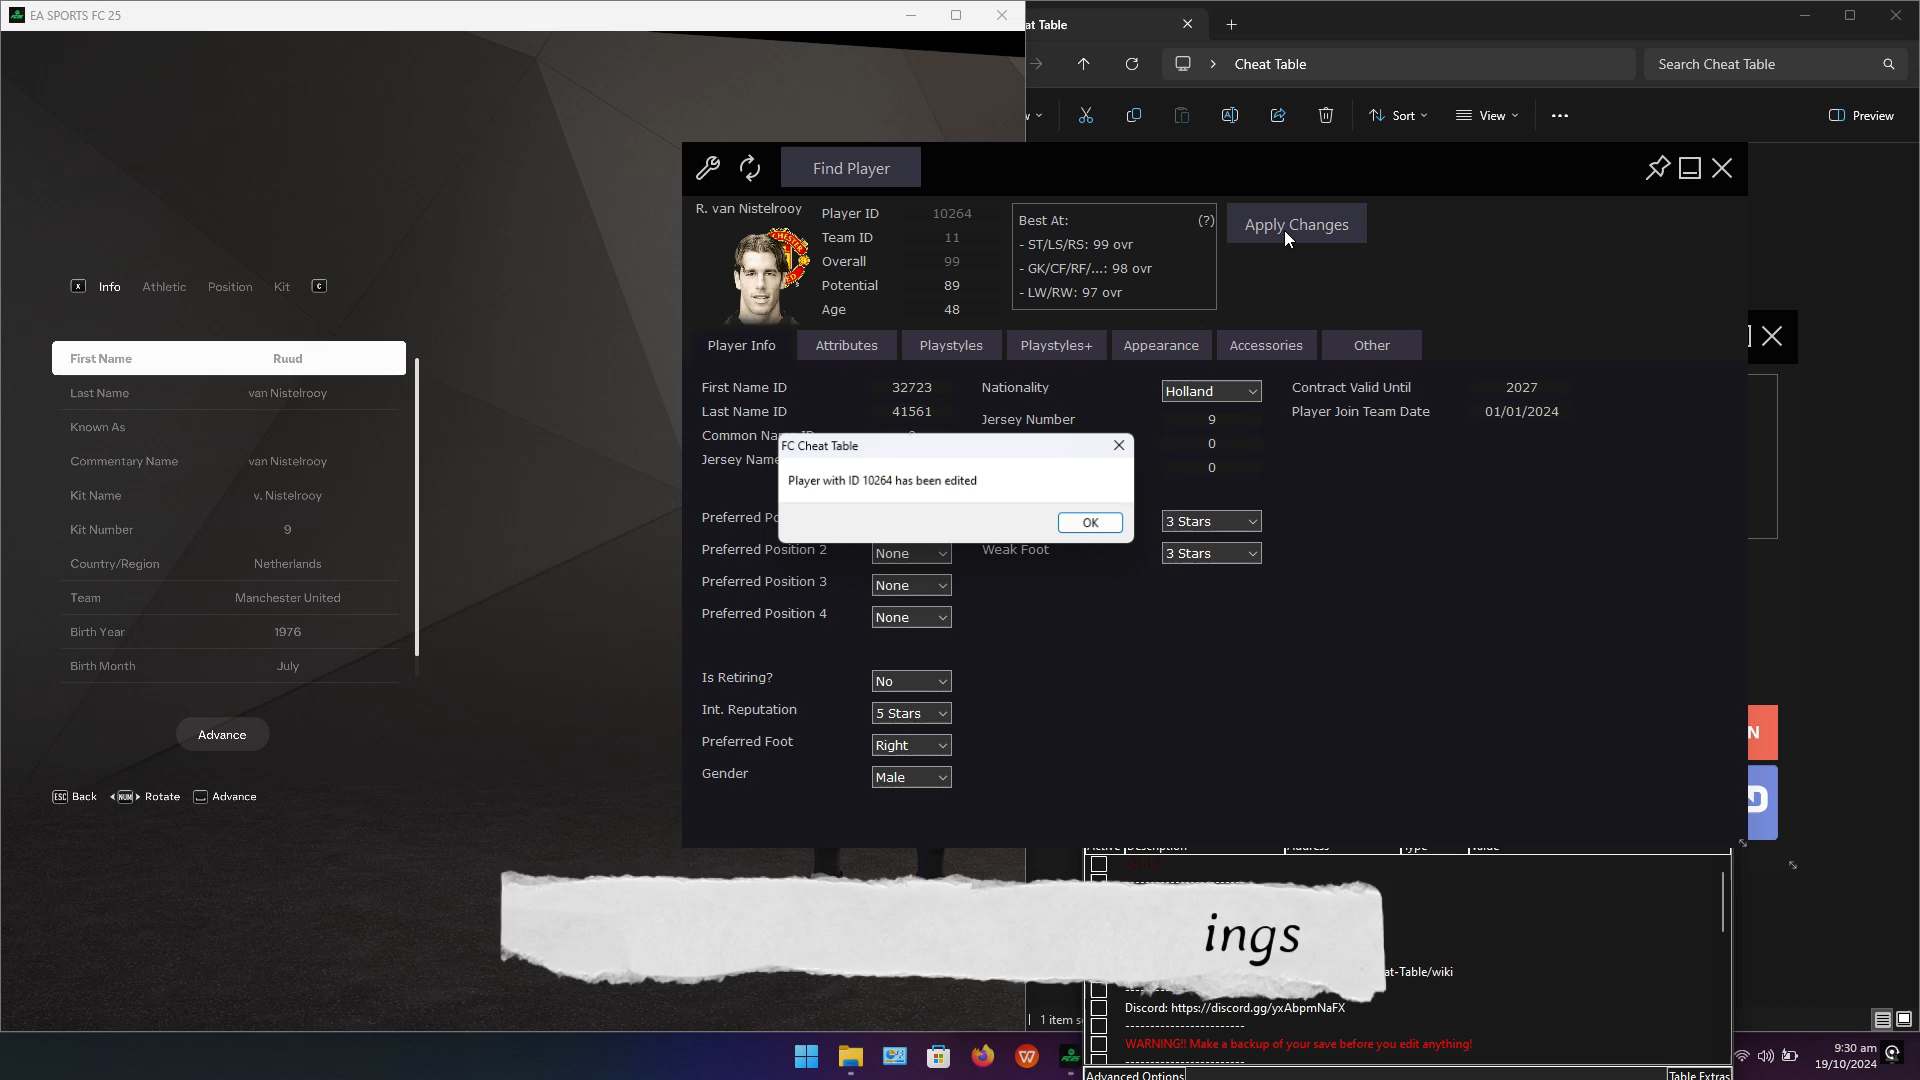 EA SPORTS FC 25
at Table
Cheat Table
Search Cheat Table
Sort
View
Preview
Find Player
R. van Nistelrooy
Player ID 10264
Team ID 11
Overall 99
Potential 89
Age 48
Best At: (?)
- ST/LS/RS: 99 ovr
- GK/CF/RF/...: 98 ovr
- LW/RW: 97 ovr
Apply Changes
X Info Athletic Position Kit C
First Name Ruud
Last Name van Nistelrooy
Known As
Commentary Name van Nistelrooy
Kit Name v. Nistelrooy
Kit Number 9
Country/Region Netherlands
Team Manchester United
Birth Year 1976
Birth Month July
Advance
ESC Back NUM Rotate Advance
Player Info Attributes Playstyles Playstyles+ Appearance Accessories Other
First Name ID 32723 Nationality Holland Contract Valid Until 2027
Last Name ID 41561 Jersey Number 9 Player Join Team Date 01/01/2024
Common Na
Jersey Name 0
0
FC Cheat Table
Player with ID 10264 has been edited
OK
Preferred Po 3 Stars
Preferred Position 2 None Weak Foot 3 Stars
Preferred Position 3 None
Preferred Position 4 None
Is Retiring? No
Int. Reputation 5 Stars
Preferred Foot Right
Gender Male
N
ings
at-Table/wiki
------------------------
Discord: https://discord.gg/yxAbpmNaFX
------------------------
WARNING!! Make a backup of your save before you edit anything!
------------------------
Advanced Options Table Extras
1 item s
9:30 am
19/10/2024